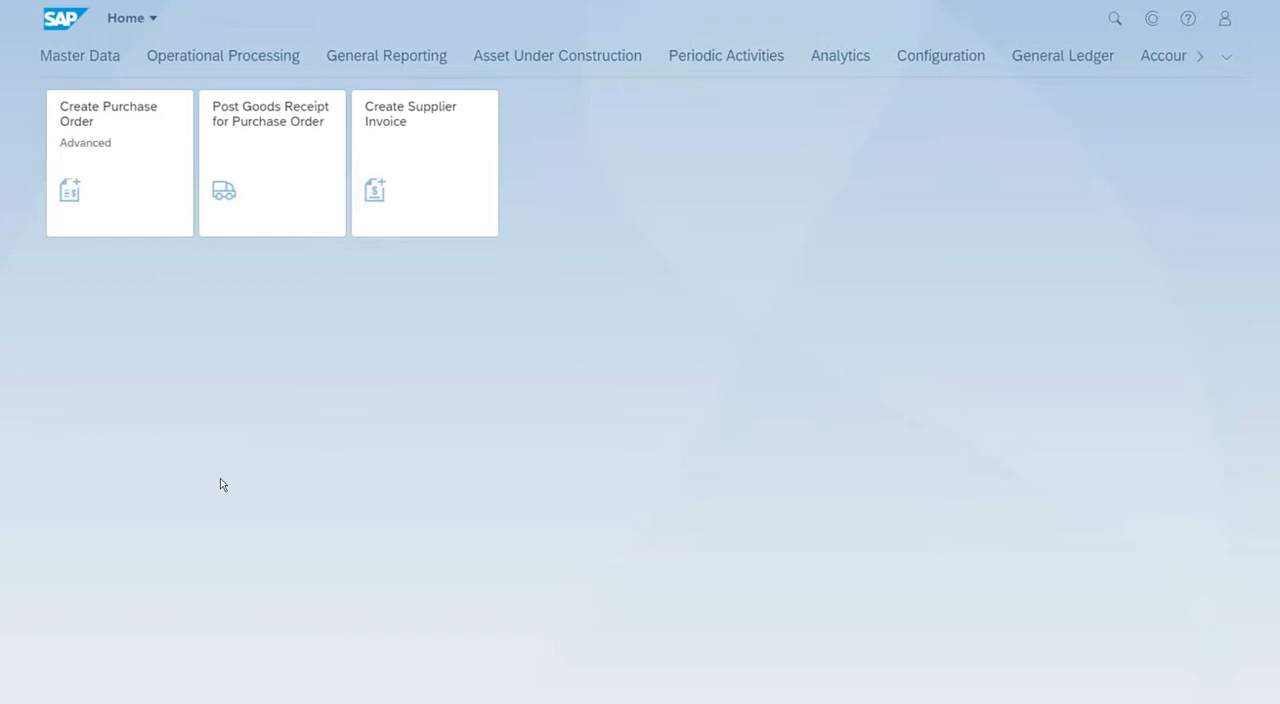 SAP Home
Master Data Operational Processing General Reporting Asset Under Construction Periodic Activities Analytics Configuration General Ledger Accour
Create Purchase
Order
Advanced
Post Goods Receipt
for Purchase Order
Create Supplier
Invoice